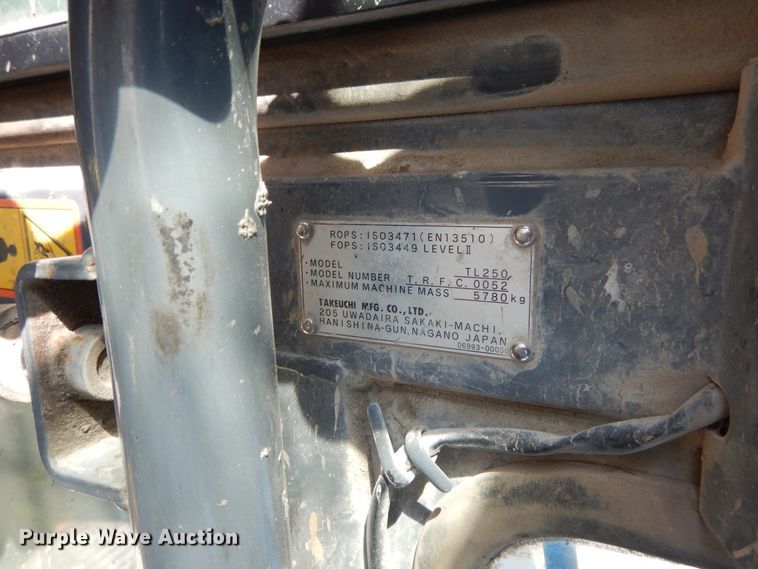 ROPS: ISO3471(EN13510)
FOPS: ISO3449 LEVEL II
·MODEL TL250
·MODEL NUMBER T.R.F.C.0052
·MAXIMUM MACHINE MASS 5780kg
TAKEUCHI MFG. CO., LTD.
205 UWADAIRA SAKAKI-MACHI,
HANISHINA-GUN, NAGANO JAPAN
Purple Wave Auction